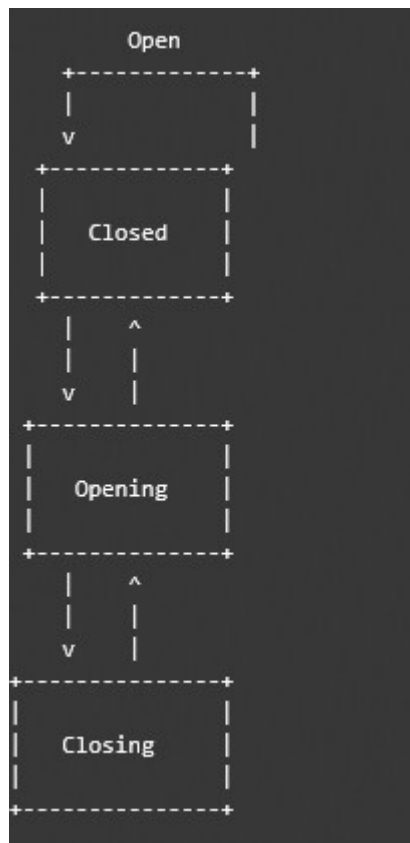 Open
+--------------+
|              |
v              |
+--------------+
|              |
|    Closed    |
|              |
+--------------+
|    ^
|    |
v    |
+---------------+
|               |
|    Opening    |
|               |
+---------------+
|    ^
|    |
v    |
+----------------+
|                |
|    Closing     |
|                |
+----------------+